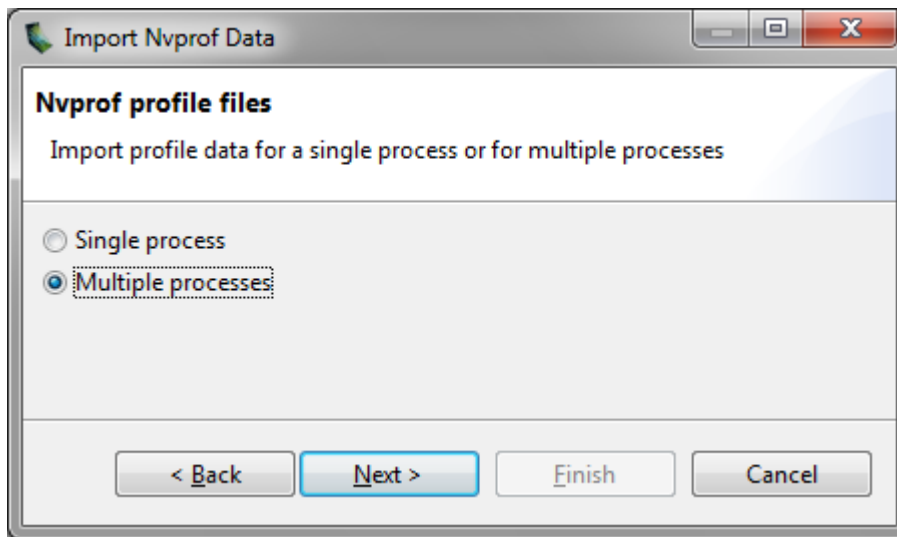 Import Nvprof Data
Nvprof profile files
Import profile data for a single process or for multiple processes
Single process
Multiple processes
< Back Next > Finish Cancel